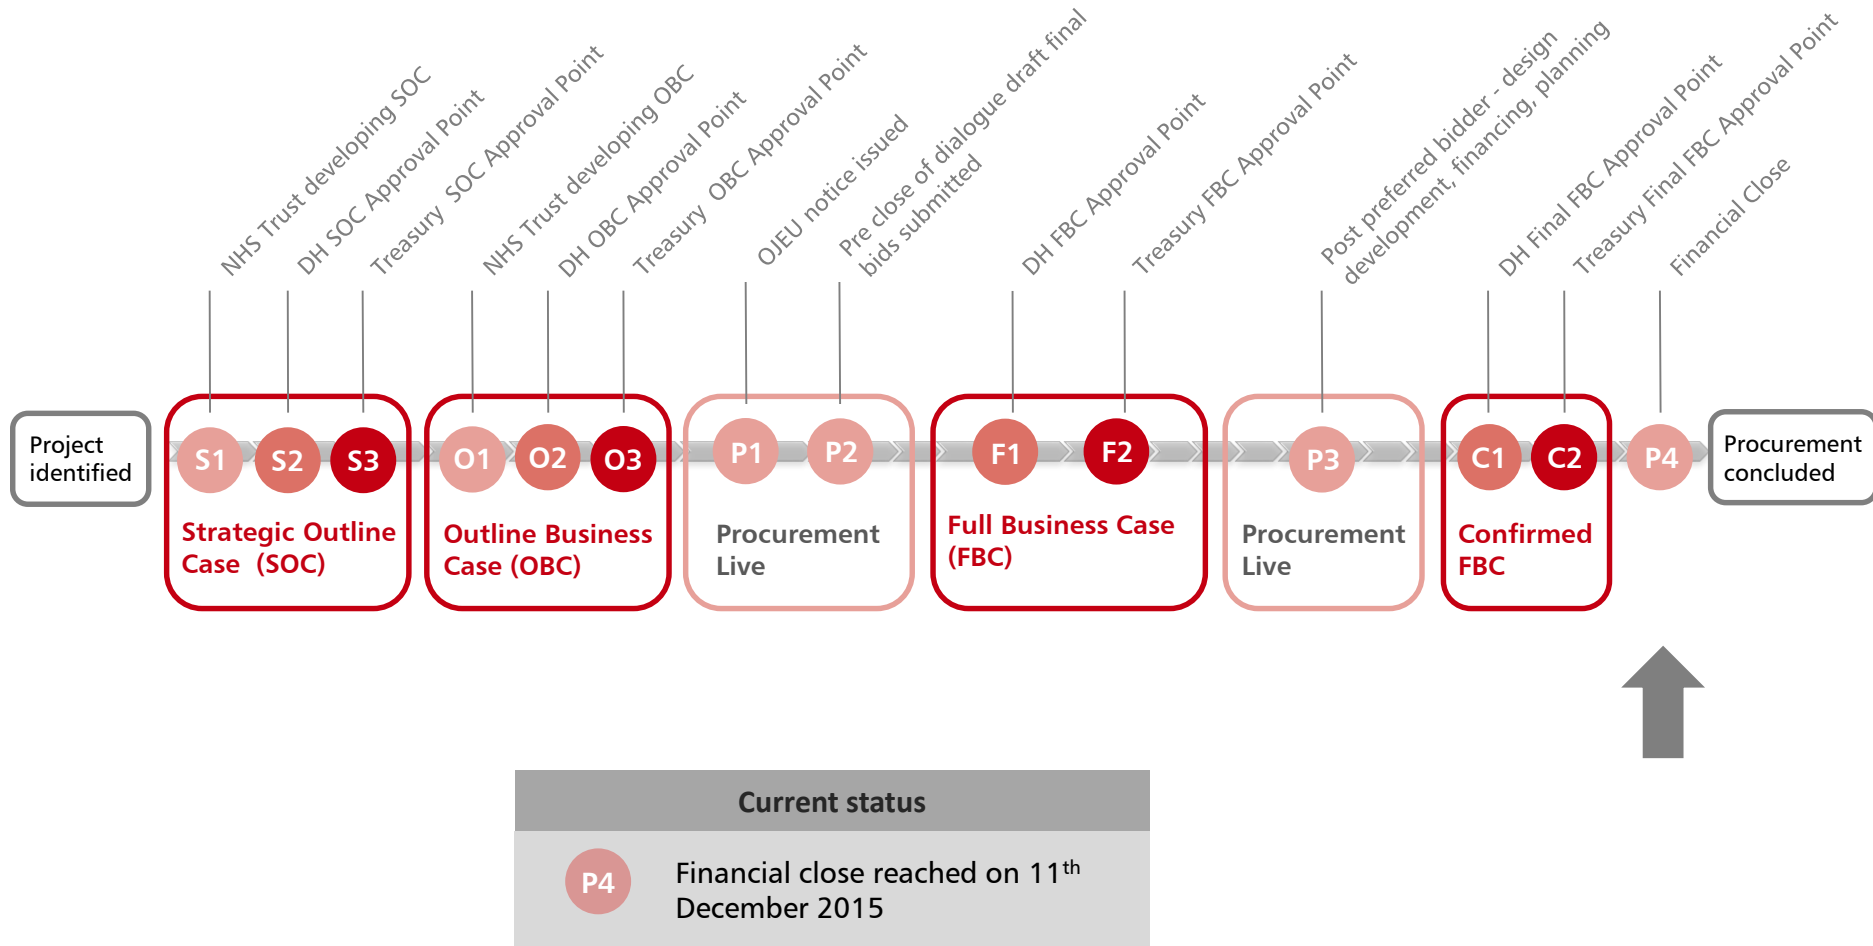 NHS Trust developing SOC
DH SOC Approval Point
Treasury SOC Approval Point
NHS Trust developing OBC
DH OBC Approval Point
Treasury OBC Approval Point
OJEU notice issued
Pre close of dialogue draft final
bids submitted
DH FBC Approval Point
Treasury FBC Approval Point
Post preferred bidder - design
development, financing, planning
DH Final FBC Approval Point
Treasury Final FBC Approval Point
Financial Close
Project
identified
S1
S2
S3
Strategic Outline
Case (SOC)
O1
O2
O3
Outline Business
Case (OBC)
P1
P2
Procurement
Live
F1
F2
Full Business Case
(FBC)
P3
Procurement
Live
C1
C2
Confirmed
FBC
P4
Procurement
concluded
Current status
P4
Financial close reached on 11th
December 2015